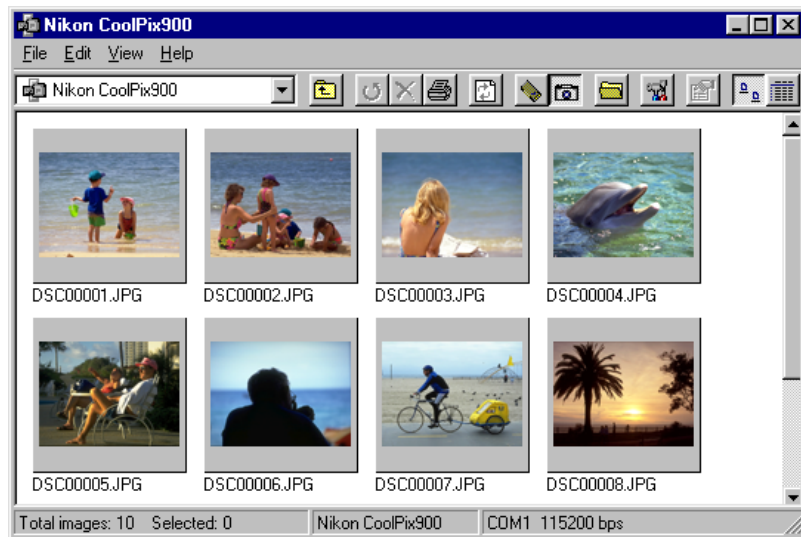 Nikon CoolPix900
File Edit View Help
Nikon CoolPix900
DSC00001.JPG DSC00002.JPG DSC00003.JPG DSC00004.JPG
DSC00005.JPG DSC00006.JPG DSC00007.JPG DSC00008.JPG
Total images: 10 Selected: 0 Nikon CoolPix900 COM1 115200 bps